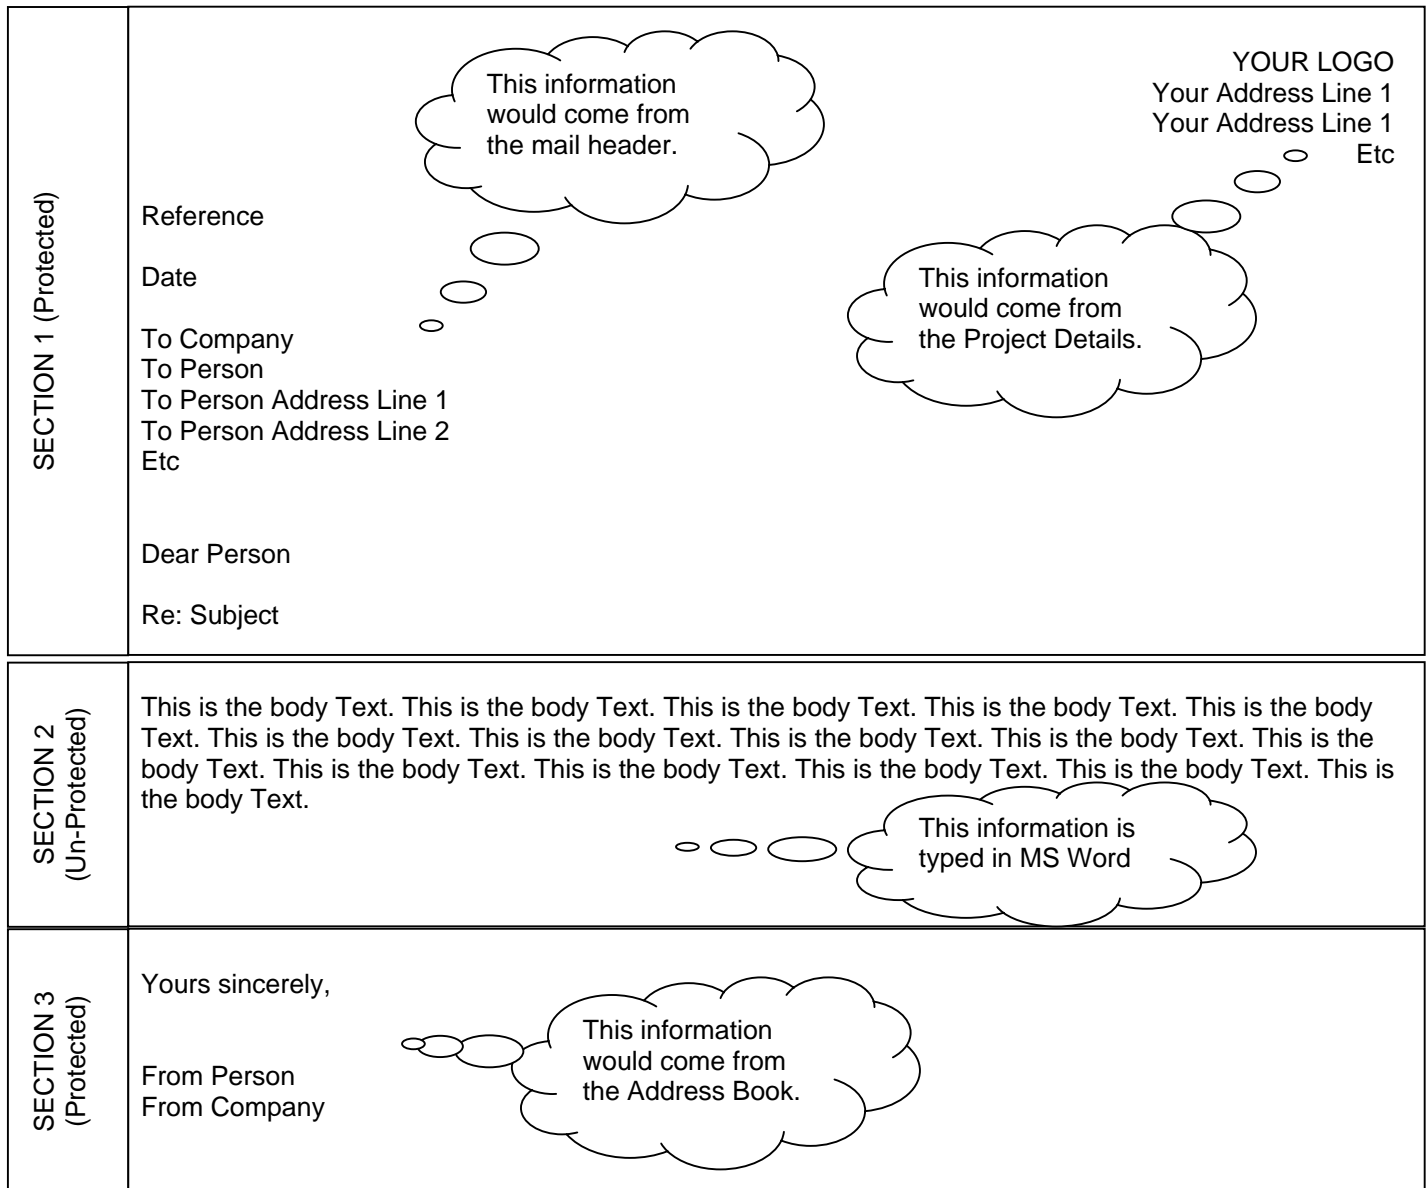 SECTION 1 (Protected)
This information
would come from
the mail header.
YOUR LOGO
Your Address Line 1
Your Address Line 1
Etc
Reference
Date
This information
would come from
the Project Details.
To Company
To Person
To Person Address Line 1
To Person Address Line 2
Etc
Dear Person
Re: Subject
SECTION 2
(Un-Protected)
This is the body Text. This is the body Text. This is the body Text. This is the body Text. This is the body
Text. This is the body Text. This is the body Text. This is the body Text. This is the body Text. This is the
body Text. This is the body Text. This is the body Text. This is the body Text. This is the body Text. This is
the body Text.
This information is
typed in MS Word
SECTION 3
(Protected)
Yours sincerely,
This information
would come from
the Address Book.
From Person
From Company